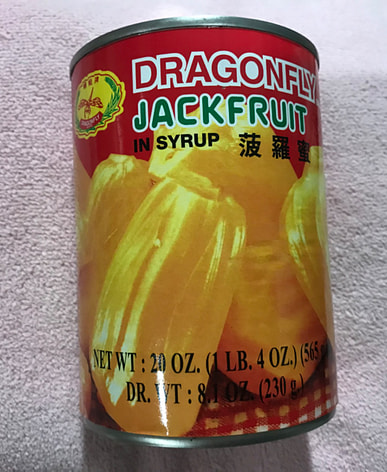 DRAGONFLY
JACKFRUIT
IN SYRUP 菠羅蜜
NET WT : 20 OZ. (1 LB. 4 OZ.) (565
DR. WT : 8.1 OZ. (230 g.)